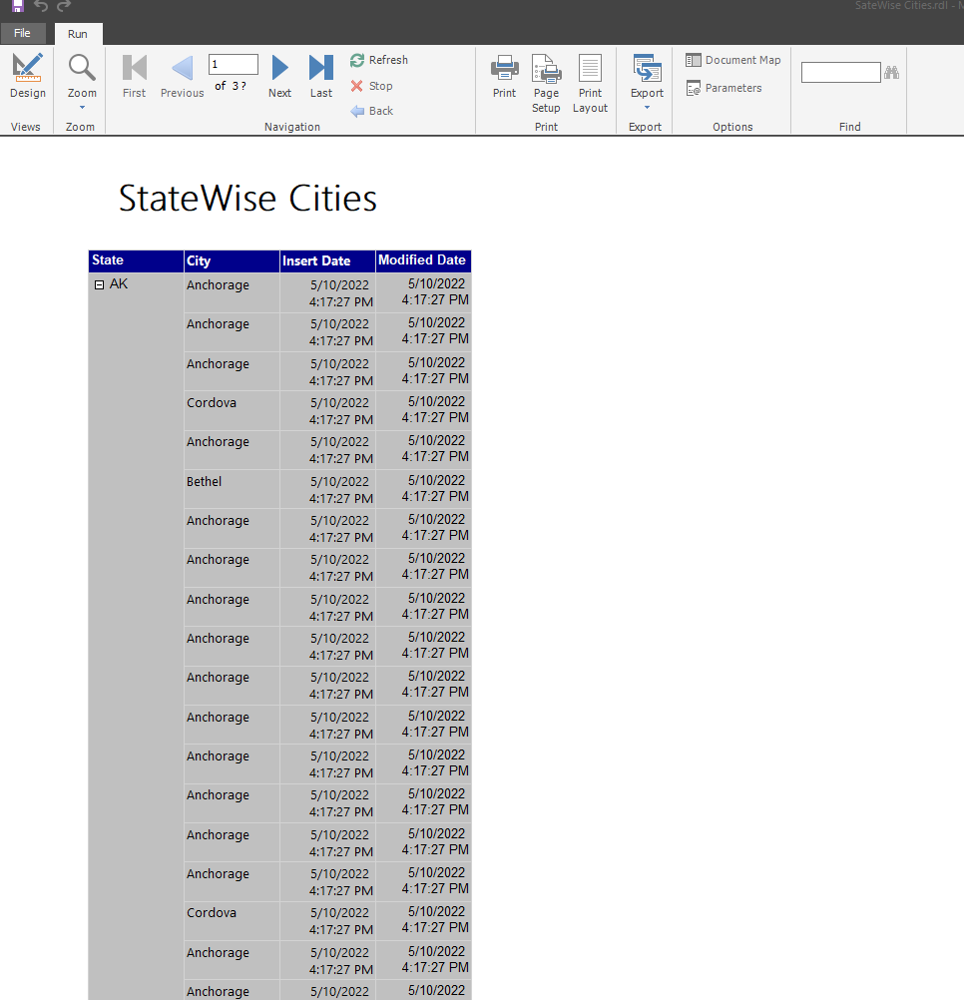 SateWise Cities.rdl - M
File
Run
Design
Zoom
First
Previous
1
of 3?
Next
Last
Refresh
Stop
Back
Print
Page Setup
Print Layout
Export
Document Map
Parameters
Views
Zoom
Navigation
Print
Export
Options
Find
StateWise Cities
State City Insert Date Modified Date
AK Anchorage 5/10/2022 5/10/2022
4:17:27 PM 4:17:27 PM
Anchorage 5/10/2022 5/10/2022
4:17:27 PM 4:17:27 PM
Anchorage 5/10/2022 5/10/2022
4:17:27 PM 4:17:27 PM
Cordova 5/10/2022 5/10/2022
4:17:27 PM 4:17:27 PM
Anchorage 5/10/2022 5/10/2022
4:17:27 PM 4:17:27 PM
Bethel 5/10/2022 5/10/2022
4:17:27 PM 4:17:27 PM
Anchorage 5/10/2022 5/10/2022
4:17:27 PM 4:17:27 PM
Anchorage 5/10/2022 5/10/2022
4:17:27 PM 4:17:27 PM
Anchorage 5/10/2022 5/10/2022
4:17:27 PM 4:17:27 PM
Anchorage 5/10/2022 5/10/2022
4:17:27 PM 4:17:27 PM
Anchorage 5/10/2022 5/10/2022
4:17:27 PM 4:17:27 PM
Anchorage 5/10/2022 5/10/2022
4:17:27 PM 4:17:27 PM
Anchorage 5/10/2022 5/10/2022
4:17:27 PM 4:17:27 PM
Anchorage 5/10/2022 5/10/2022
4:17:27 PM 4:17:27 PM
Anchorage 5/10/2022 5/10/2022
4:17:27 PM 4:17:27 PM
Anchorage 5/10/2022 5/10/2022
4:17:27 PM 4:17:27 PM
Cordova 5/10/2022 5/10/2022
4:17:27 PM 4:17:27 PM
Anchorage 5/10/2022 5/10/2022
4:17:27 PM 4:17:27 PM
Anchorage 5/10/2022 5/10/2022